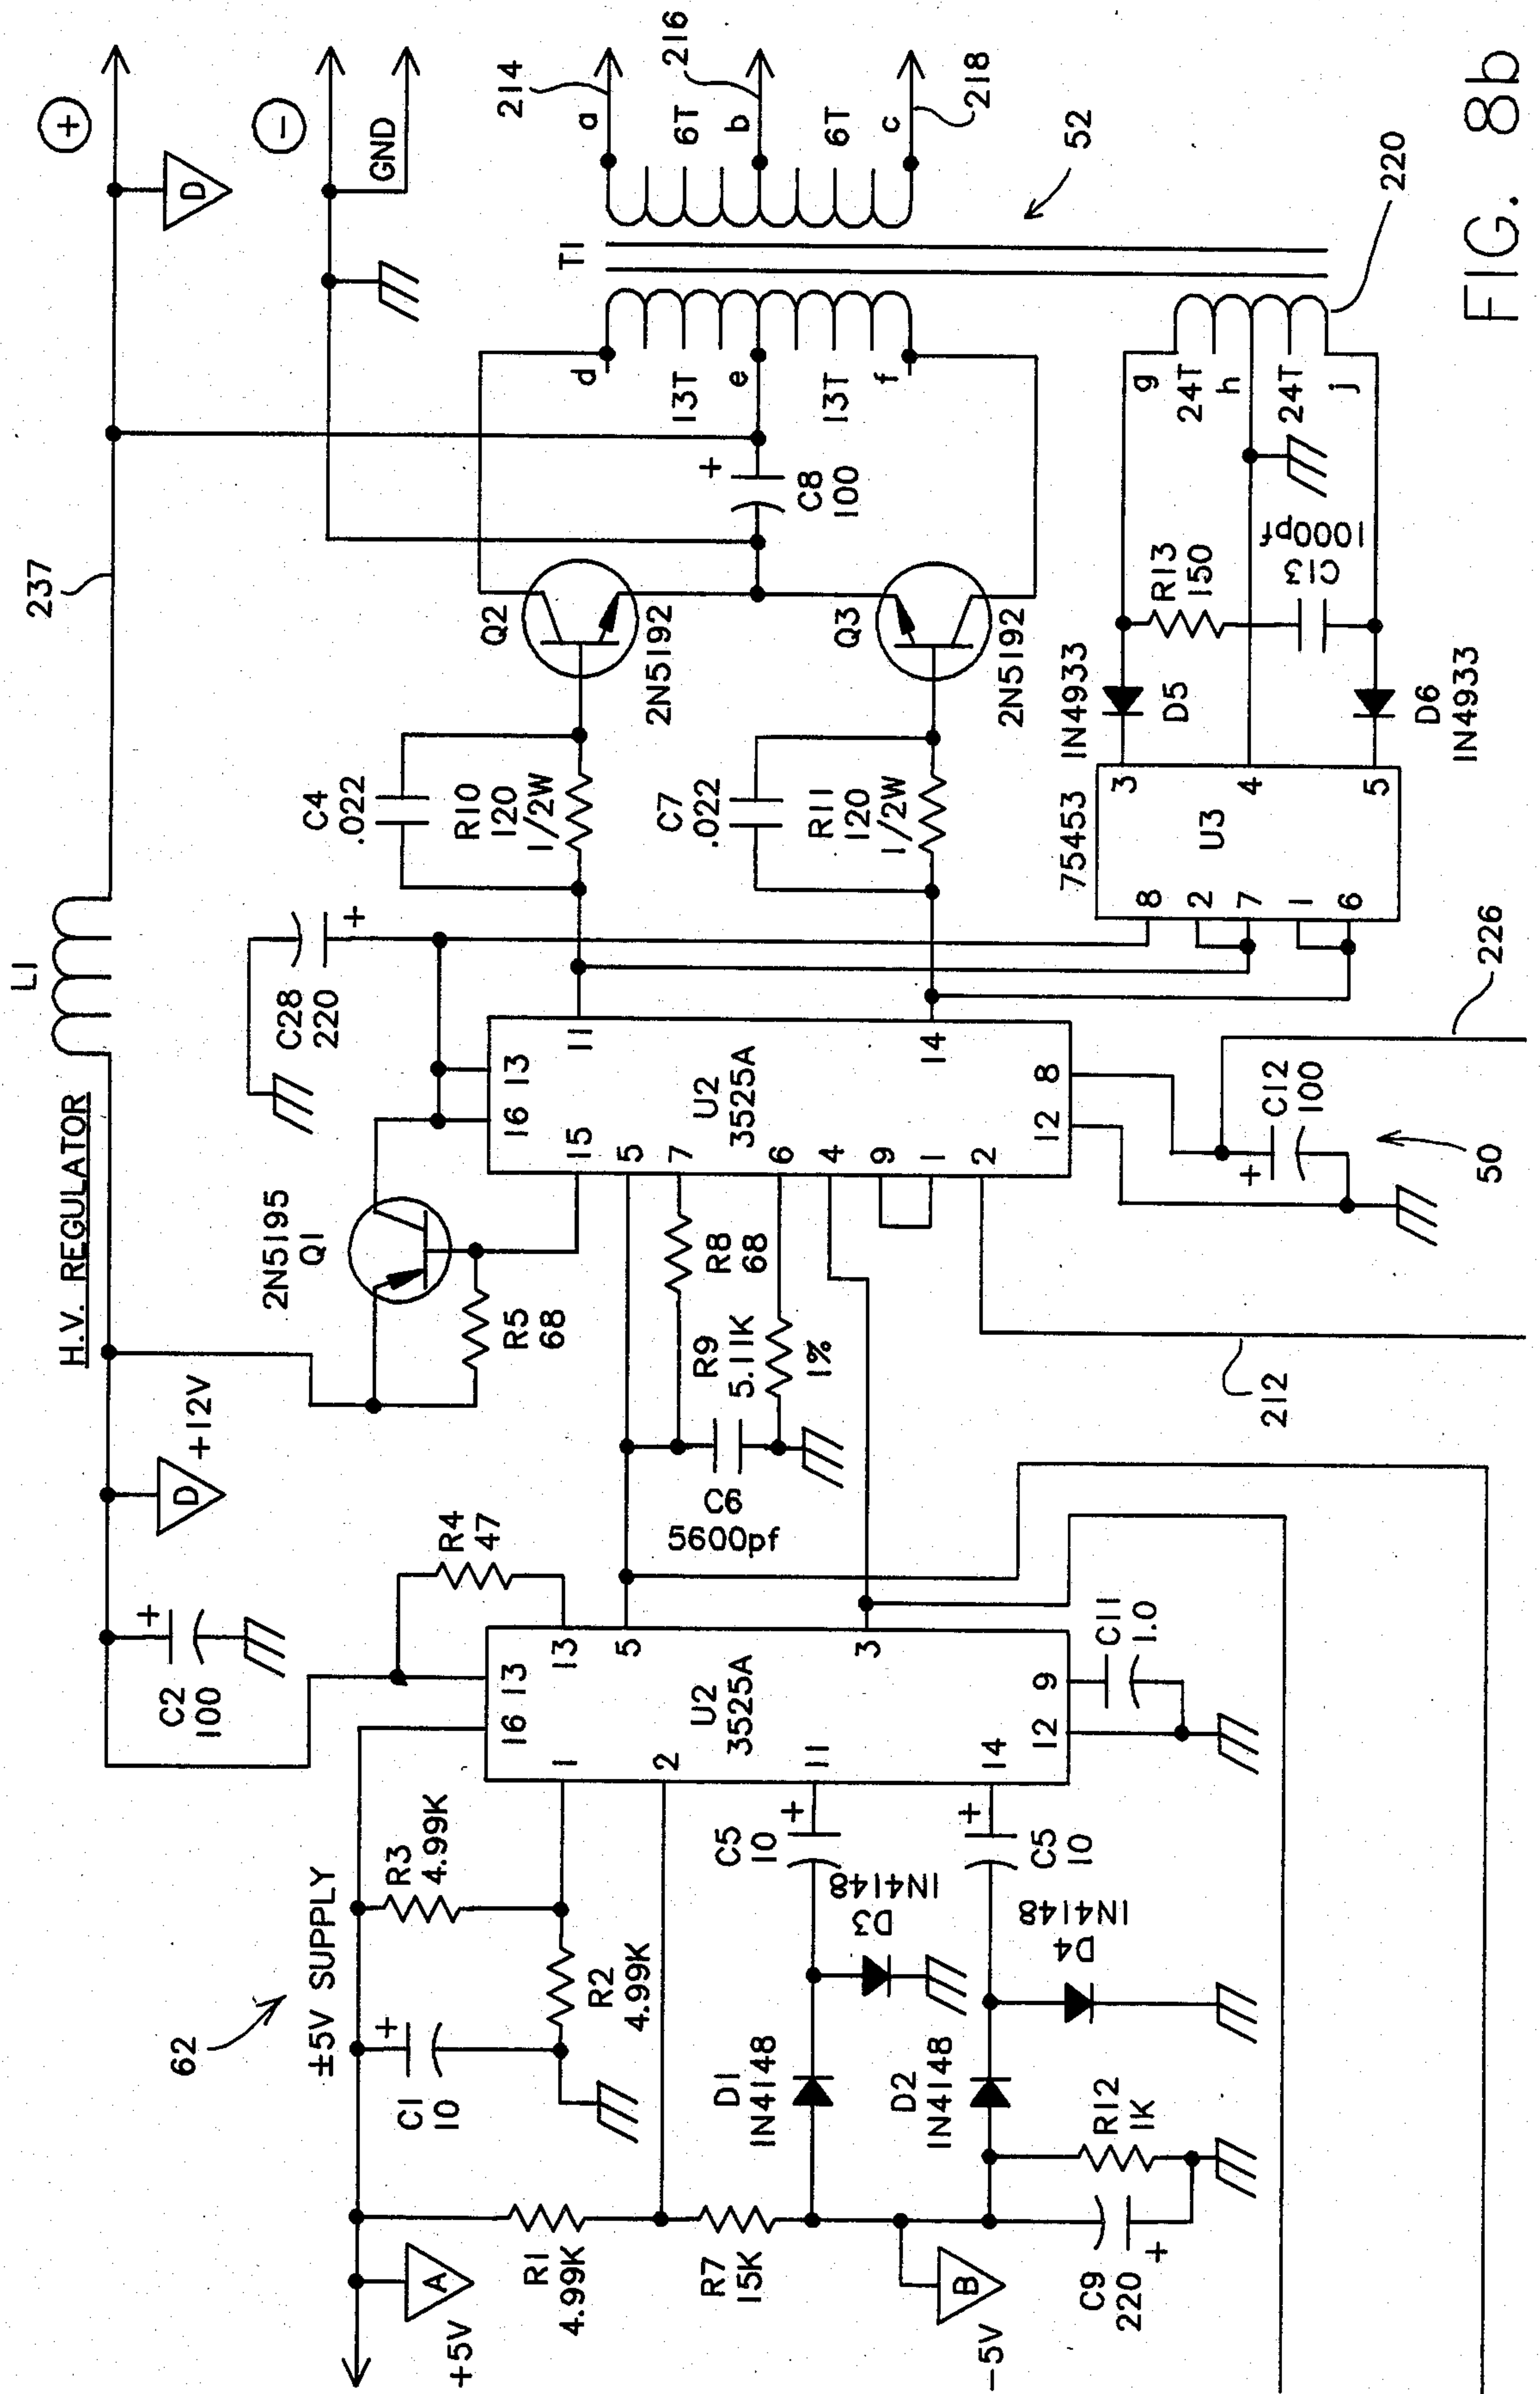 H.V. REGULATOR
L1
237
+
D
−
GND
C2
100
+
D
+12V
2N5195
Q1
R5
68
C28
220
+
C4
.022
R10
120
1/2W
Q2
2N5192
C7
.022
R11
120
1/2W
Q3
2N5192
+
C8
100
d
13T
e
13T
f
T1
a
6T
b
6T
c
214
216
218
52
62
±5V SUPPLY
A
+5V
C1
10
+
R3
4.99K
R2
4.99K
R1
4.99K
R7
15K
B
-5V
C9
220
+
R12
1K
D1
1N4148
D2
1N4148
D3
1N4148
D4
1N4148
C5
10
+
C5
10
+
R4
47
16
13
13
5
3
1
2
11
14
12
9
U2
3525A
C11
1.0
C6
5600pf
R9
5.11K
1%
R8
68
16
13
15
5
7
6
4
9
1
2
11
14
12
8
U2
3525A
C12
100
+
50
212
226
75453
U3
8
2
7
1
6
3
4
5
1N4933
D5
D6
1N4933
R13
150
C13
1000pf
g
24T
h
24T
j
220
FIG. 8b